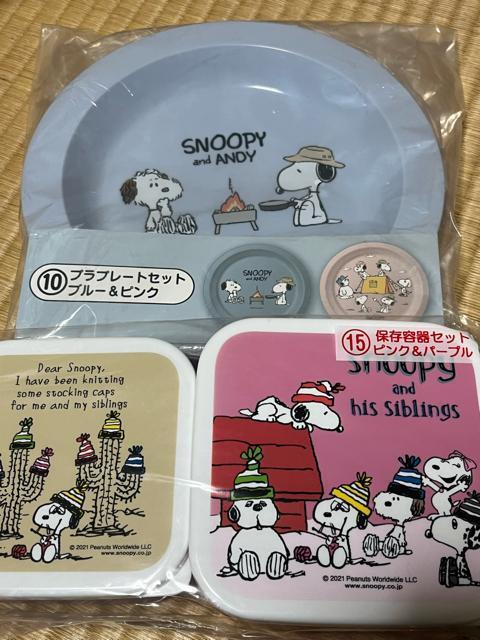 SNOOPY
and ANDY
⑩ プラプレートセット
ブルー&ピンク
SNOOPY
and ANDY
⑮ 保存容器セット
ピンク&パープル
Dear Snoopy,
I have been knitting
some stocking caps
for me and my siblings
© 2021 Peanuts Worldwide LLC
www.snoopy.co.jp
Snoopy
and
his Siblings
© 2021 Peanuts Worldwide LLC
www.snoopy.co.jp